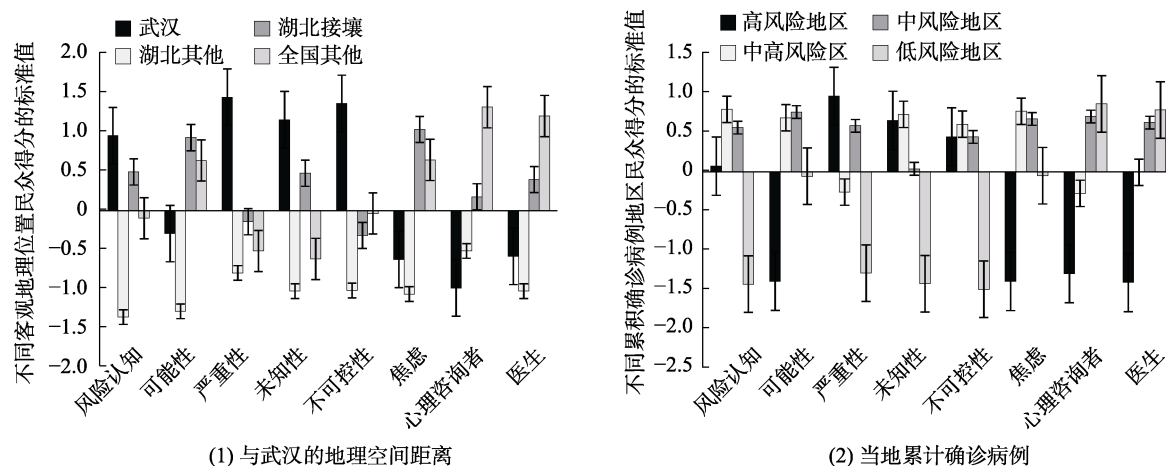 不同客观地理位置民众得分的标准值
武汉
湖北接壤
湖北其他
全国其他
2.0
1.5
1.0
0.5
0
−0.5
−1.0
−1.5
−2.0
风险认知
可能性
严重性
未知性
不可控性
焦虑
心理咨询者
医生
(1) 与武汉的地理空间距离
不同累积确诊病例地区民众得分的标准值
高风险地区
中风险地区
中高风险区
低风险地区
1.5
1.0
0.5
0
−0.5
−1.0
−1.5
−2.0
−2.5
风险认知
可能性
严重性
未知性
不可控性
焦虑
心理咨询者
医生
(2) 当地累计确诊病例